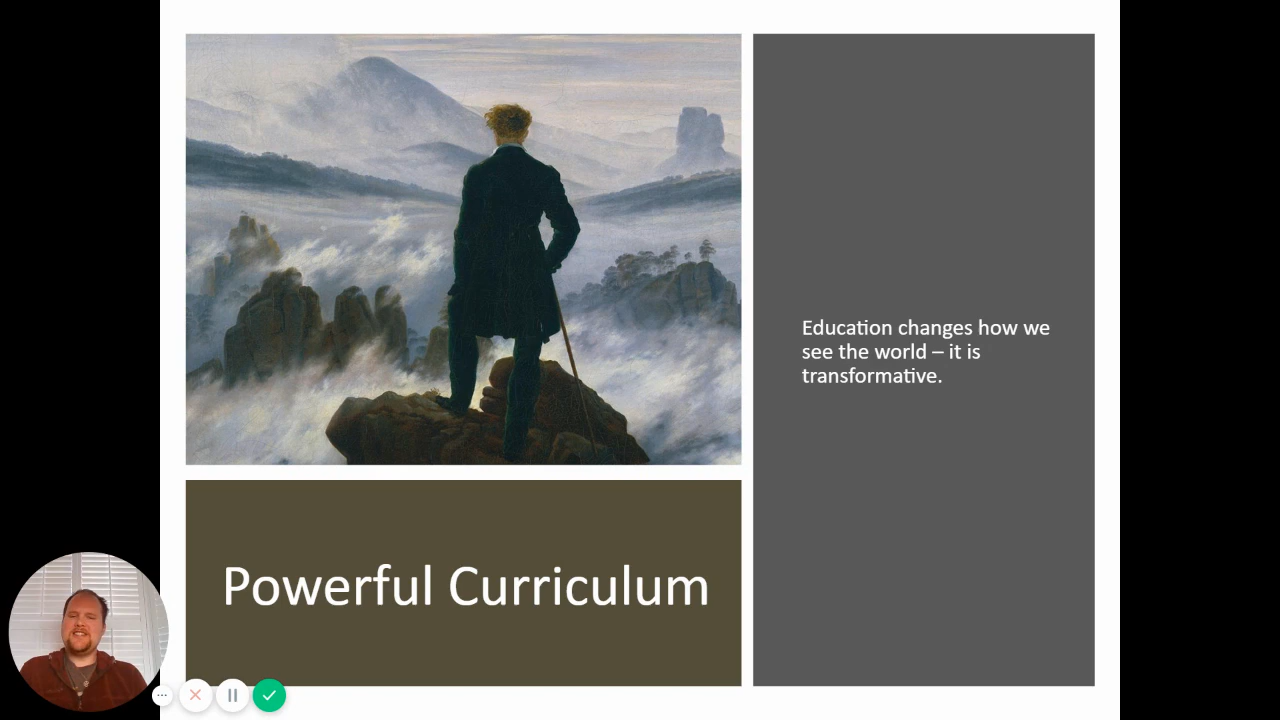 Education changes how we
see the world – it is
transformative.
Powerful Curriculum